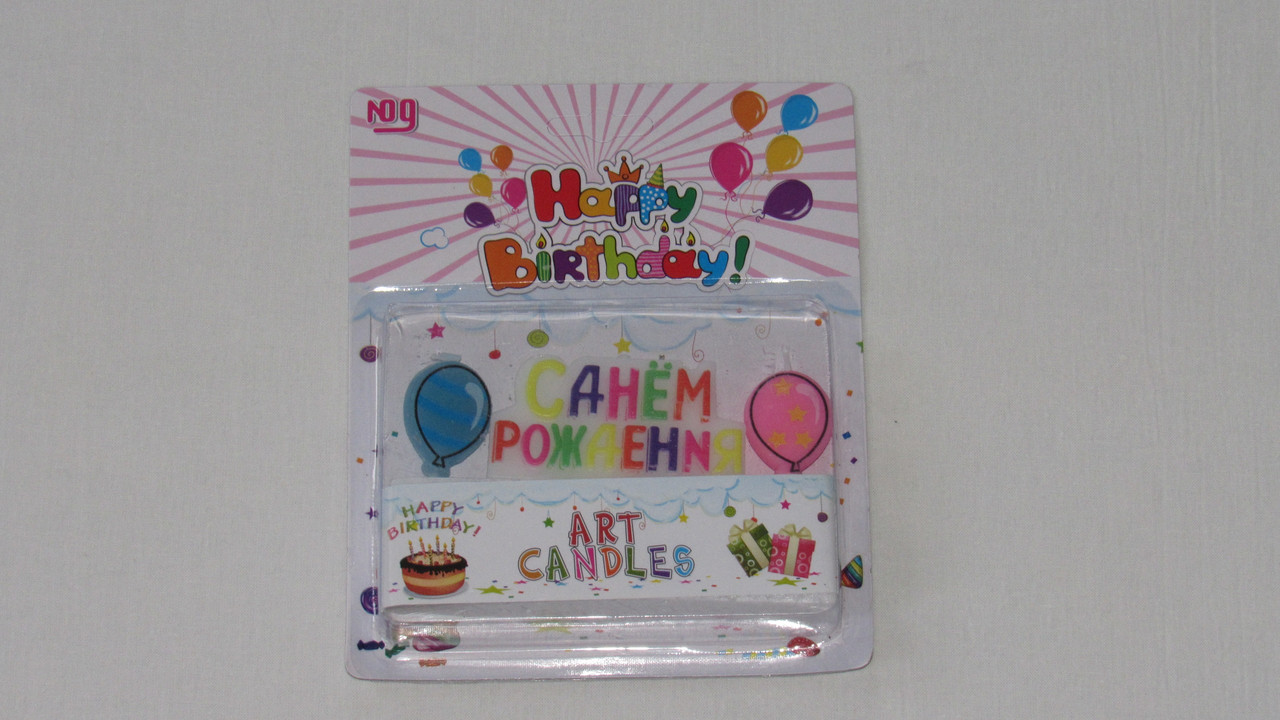 NO9
Happy
Birthday!
С ДНЁМ
РОЖДЕНИЯ
HAPPY
BIRTHDAY!
ART
CANDLES